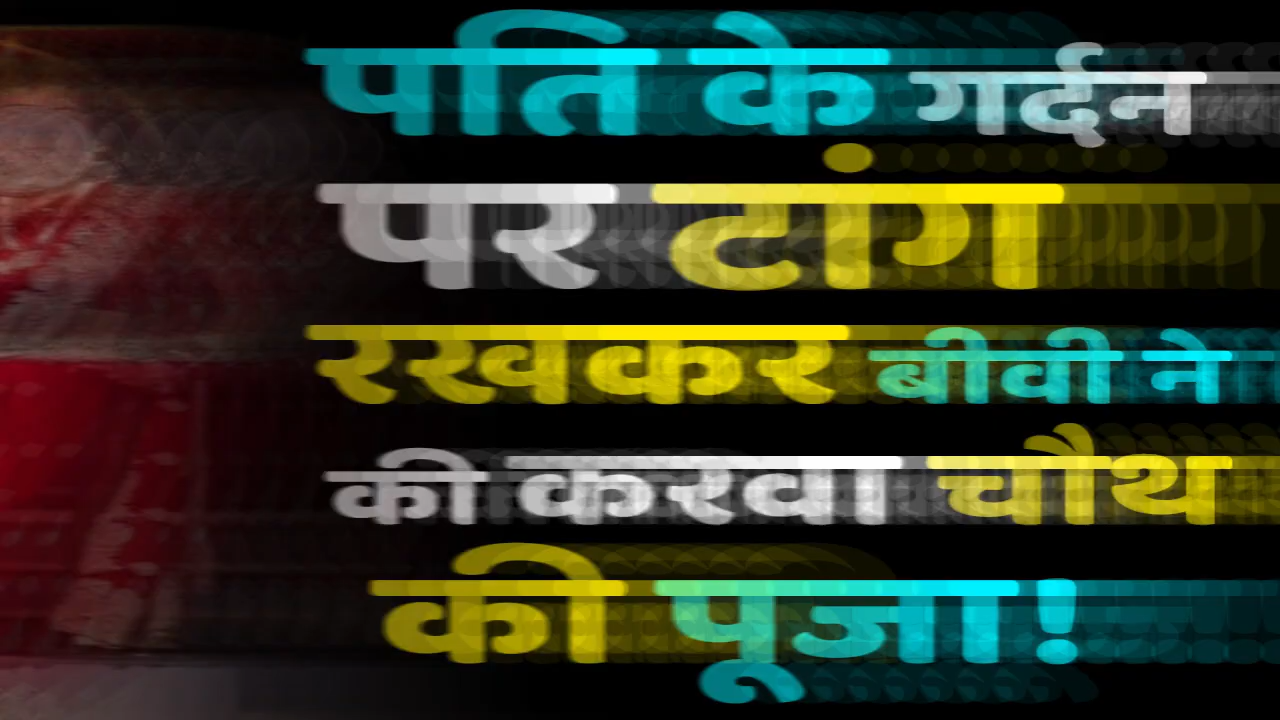 पति के गर्दन
पर टांग
रखकर बीवी ने
की करवा चौथ
की पूजा!